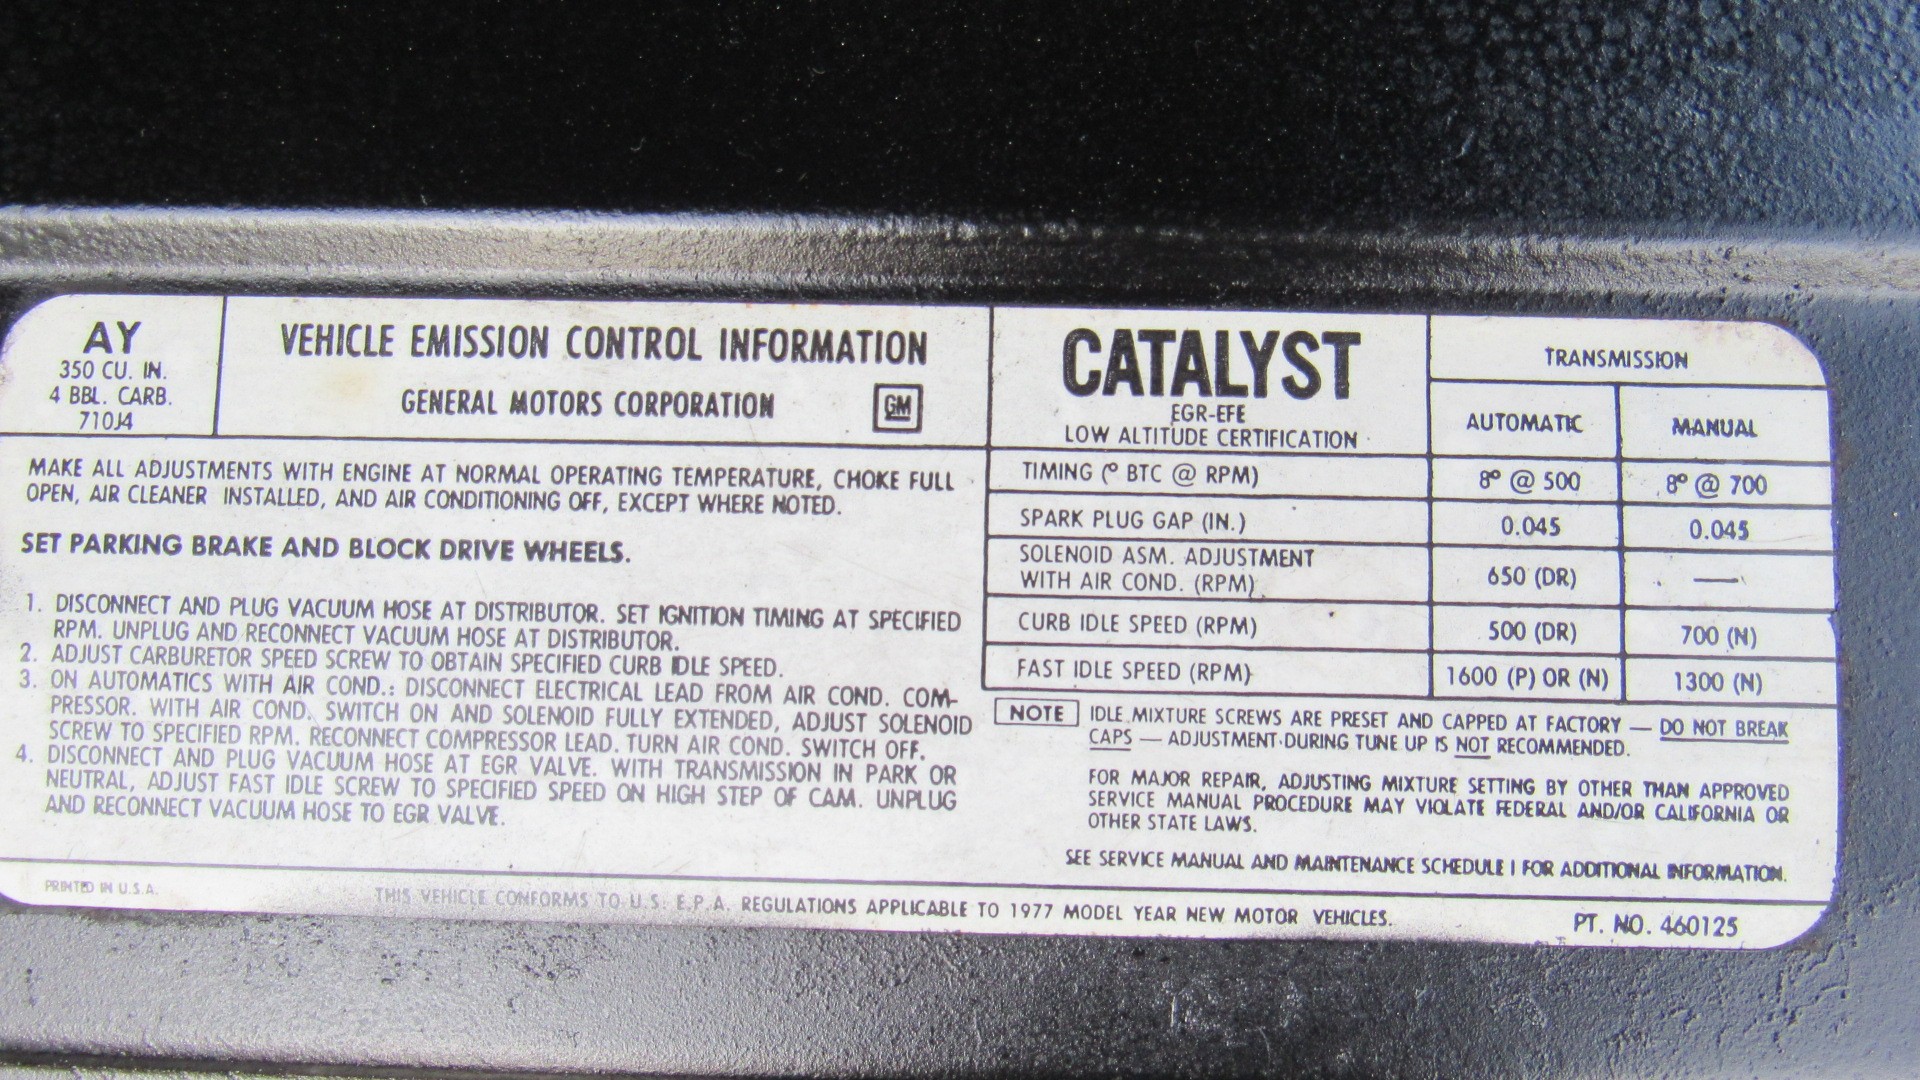 AY
350 CU. IN.
4 BBL. CARB.
710J4
VEHICLE EMISSION CONTROL INFORMATION
GENERAL MOTORS CORPORATION GM
CATALYST
EGR-EFE
LOW ALTITUDE CERTIFICATION
TRANSMISSION
AUTOMATIC MANUAL
TIMING (° BTC @ RPM) 8° @ 500 8° @ 700
SPARK PLUG GAP (IN.) 0.045 0.045
SOLENOID ASM. ADJUSTMENT
WITH AIR COND. (RPM) 650 (DR) —
CURB IDLE SPEED (RPM) 500 (DR) 700 (N)
FAST IDLE SPEED (RPM) 1600 (P) OR (N) 1300 (N)
MAKE ALL ADJUSTMENTS WITH ENGINE AT NORMAL OPERATING TEMPERATURE, CHOKE FULL
OPEN, AIR CLEANER INSTALLED, AND AIR CONDITIONING OFF, EXCEPT WHERE NOTED.
SET PARKING BRAKE AND BLOCK DRIVE WHEELS.
1. DISCONNECT AND PLUG VACUUM HOSE AT DISTRIBUTOR. SET IGNITION TIMING AT SPECIFIED
RPM. UNPLUG AND RECONNECT VACUUM HOSE AT DISTRIBUTOR.
2. ADJUST CARBURETOR SPEED SCREW TO OBTAIN SPECIFIED CURB IDLE SPEED.
3. ON AUTOMATICS WITH AIR COND.: DISCONNECT ELECTRICAL LEAD FROM AIR COND. COM-
PRESSOR. WITH AIR COND. SWITCH ON AND SOLENOID FULLY EXTENDED, ADJUST SOLENOID
SCREW TO SPECIFIED RPM. RECONNECT COMPRESSOR LEAD. TURN AIR COND. SWITCH OFF.
4. DISCONNECT AND PLUG VACUUM HOSE AT EGR VALVE. WITH TRANSMISSION IN PARK OR
NEUTRAL, ADJUST FAST IDLE SCREW TO SPECIFIED SPEED ON HIGH STEP OF CAM. UNPLUG
AND RECONNECT VACUUM HOSE TO EGR VALVE.
NOTE IDLE MIXTURE SCREWS ARE PRESET AND CAPPED AT FACTORY — DO NOT BREAK
CAPS — ADJUSTMENT DURING TUNE UP IS NOT RECOMMENDED.
FOR MAJOR REPAIR, ADJUSTING MIXTURE SETTING BY OTHER THAN APPROVED
SERVICE MANUAL PROCEDURE MAY VIOLATE FEDERAL AND/OR CALIFORNIA OR
OTHER STATE LAWS.
SEE SERVICE MANUAL AND MAINTENANCE SCHEDULE I FOR ADDITIONAL INFORMATION.
PRINTED IN U.S.A.
THIS VEHICLE CONFORMS TO U.S. E.P.A. REGULATIONS APPLICABLE TO 1977 MODEL YEAR NEW MOTOR VEHICLES.
PT. NO. 460125